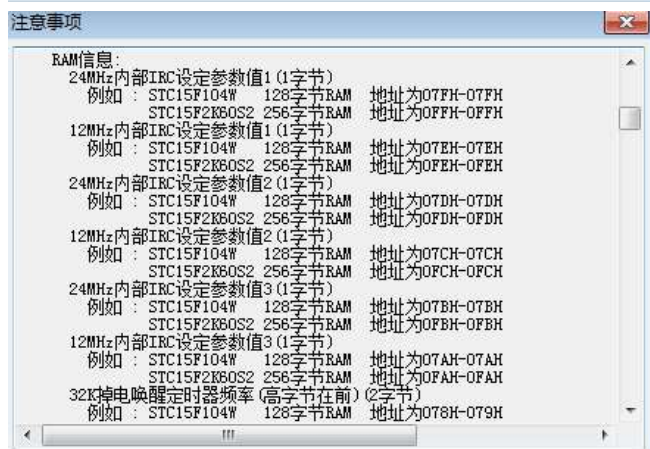 注意事项
RAM信息:
24MHz内部IRC设定参数值1(1字节)
例如 : STC15F104W 128字节RAM 地址为07FH-07FH
STC15F2K60S2 256字节RAM 地址为0FFH-0FFH
12MHz内部IRC设定参数值1(1字节)
例如 : STC15F104W 128字节RAM 地址为07EH-07EH
STC15F2K60S2 256字节RAM 地址为0FEH-0FEH
24MHz内部IRC设定参数值2(1字节)
例如 : STC15F104W 128字节RAM 地址为07DH-07DH
STC15F2K60S2 256字节RAM 地址为0FDH-0FDH
12MHz内部IRC设定参数值2(1字节)
例如 : STC15F104W 128字节RAM 地址为07CH-07CH
STC15F2K60S2 256字节RAM 地址为0FCH-0FCH
24MHz内部IRC设定参数值3(1字节)
例如 : STC15F104W 128字节RAM 地址为07BH-07BH
STC15F2K60S2 256字节RAM 地址为0FBH-0FBH
12MHz内部IRC设定参数值3(1字节)
例如 : STC15F104W 128字节RAM 地址为07AH-07AH
STC15F2K60S2 256字节RAM 地址为0FAH-0FAH
32K掉电唤醒定时器频率(高字节在前)(2字节)
例如 : STC15F104W 128字节RAM 地址为078H-079H